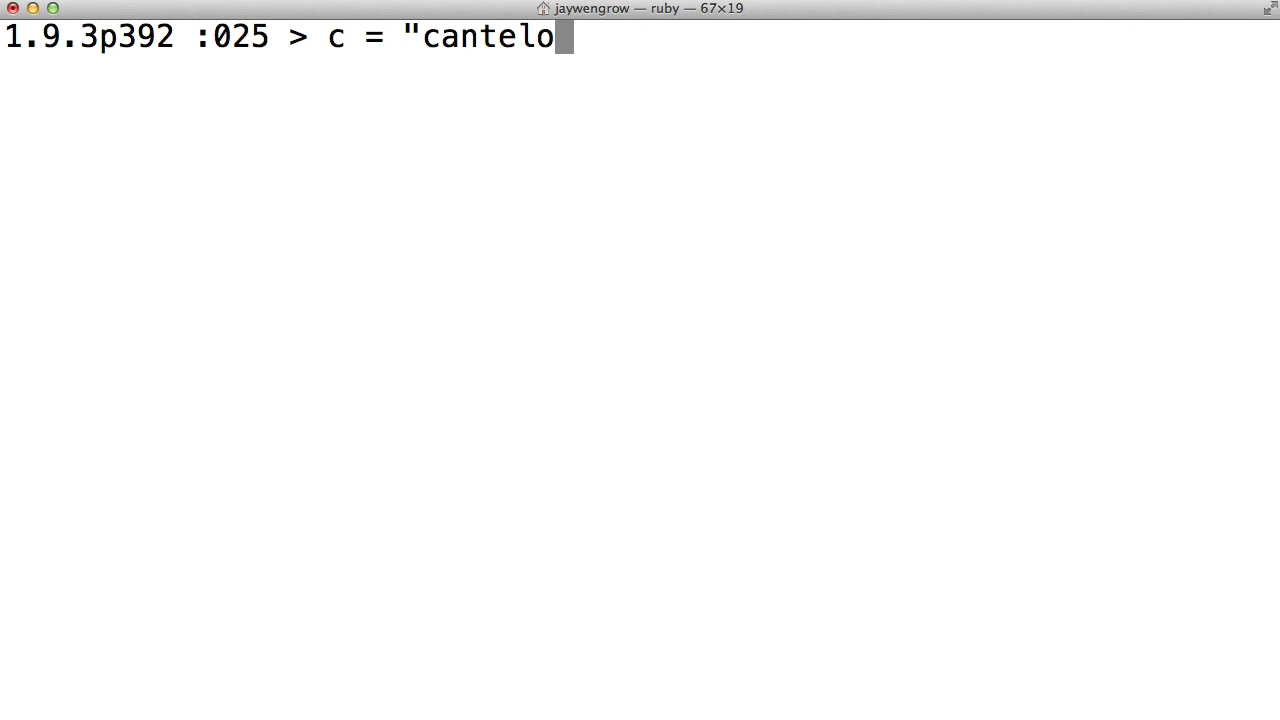 jaywengrow — ruby — 67×19
1.9.3p392 :025 > c = "cantelo